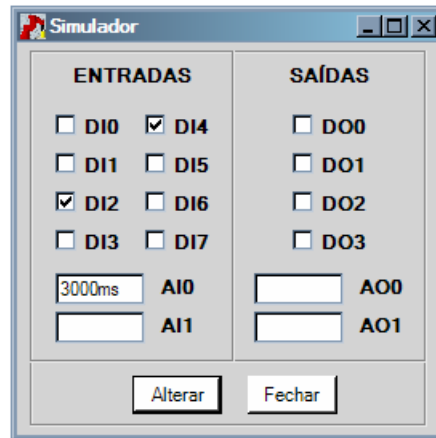 Simulador
ENTRADAS SAÍDAS
DI0 DI4 DO0
DI1 DI5 DO1
DI2 DI6 DO2
DI3 DI7 DO3
3000ms AI0 AO0
AI1 AO1
Alterar Fechar